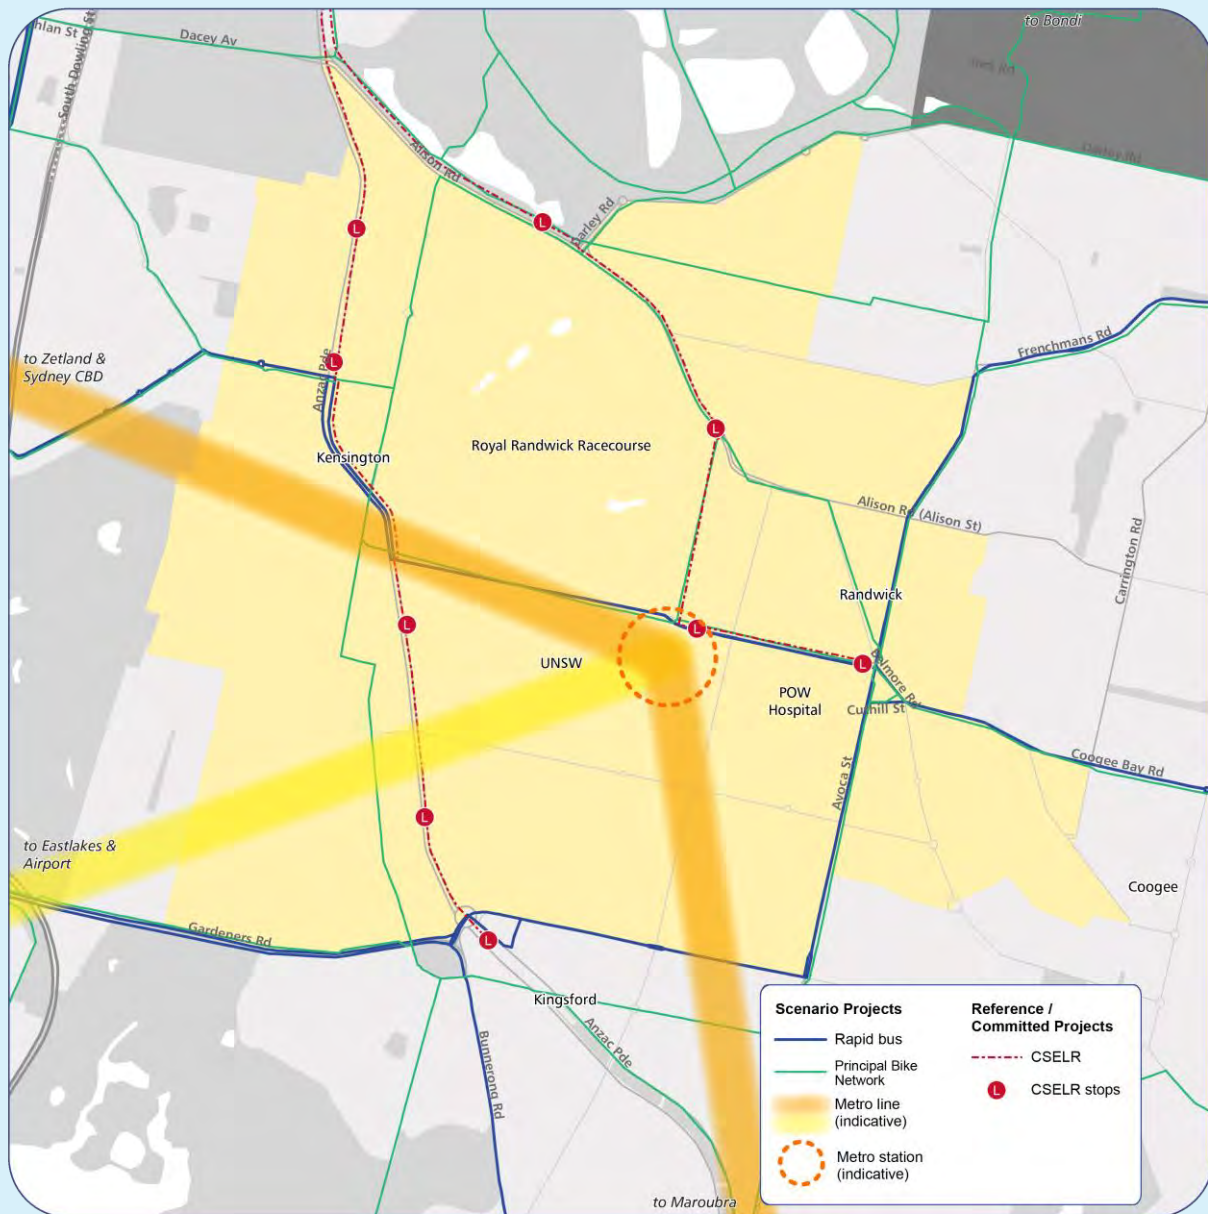 to Bondi
hlan St
Dacey Av
South Dowling St
Darley Rd
Alison Rd
Darley Rd
L
L
to Zetland &
Sydney CBD
L
Anzac Pde
Frenchmans Rd
Kensington
Royal Randwick Racecourse
L
Alison Rd (Alison St)
Carrington Rd
Randwick
L
L
UNSW
L
Belmore Rd
POW
Hospital
Cuthill St
Coogee Bay Rd
Avoca St
L
to Eastlakes &
Airport
Coogee
Gardeners Rd
L
Kingsford
Anzac Pde
Bunnerong Rd
to Maroubra
Scenario Projects
Rapid bus
Principal Bike
Network
Metro line
(indicative)
Metro station
(indicative)
Reference /
Committed Projects
CSELR
L
CSELR stops